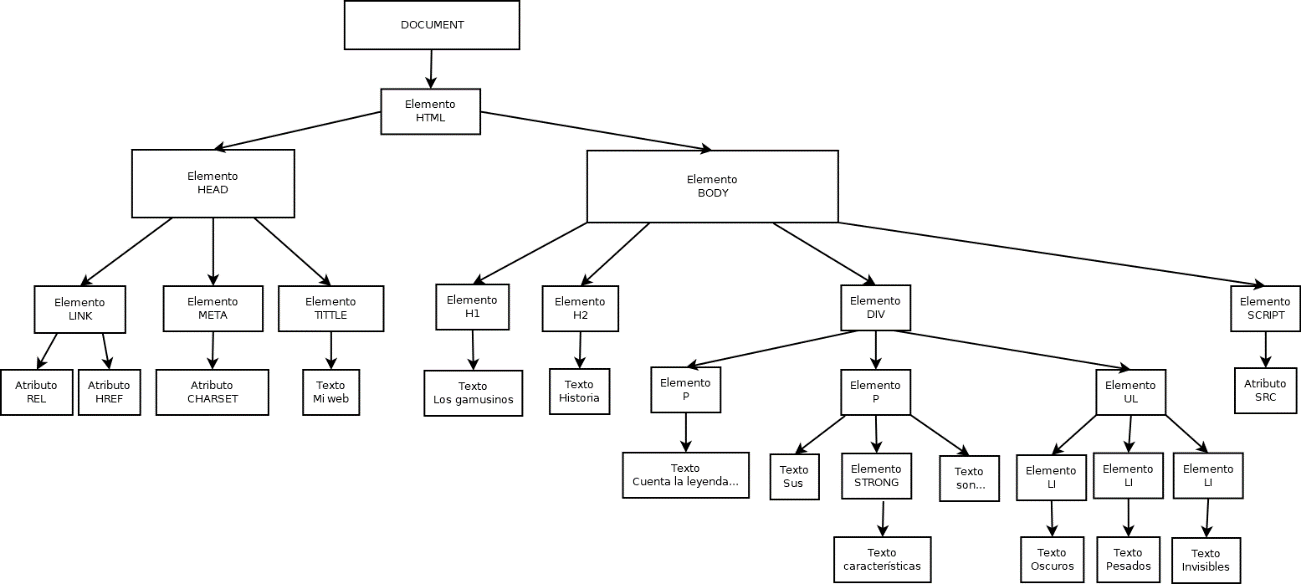 DOCUMENT
Elemento
HTML
Elemento
HEAD
Elemento
BODY
Elemento
LINK
Elemento
META
Elemento
TITTLE
Elemento
H1
Elemento
H2
Elemento
DIV
Elemento
SCRIPT
Atributo
REL
Atributo
HREF
Atributo
CHARSET
Texto
Mi web
Texto
Los gamusinos
Texto
Historia
Elemento
P
Elemento
P
Elemento
UL
Atributo
SRC
Texto
Cuenta la leyenda...
Texto
Sus
Elemento
STRONG
Texto
son...
Elemento
LI
Elemento
LI
Elemento
LI
Texto
características
Texto
Oscuros
Texto
Pesados
Texto
Invisibles